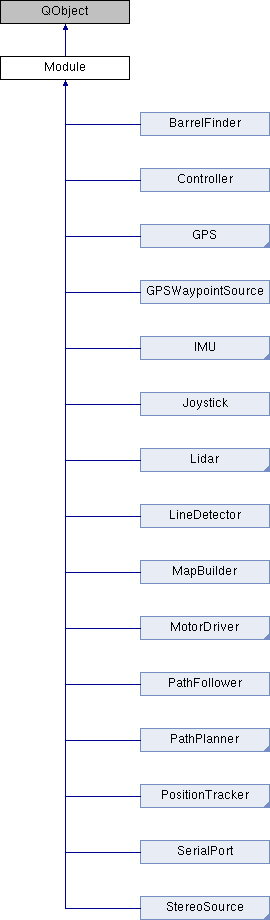 QObject
Module
BarrelFinder
Controller
GPS
GPSWaypointSource
IMU
Joystick
Lidar
LineDetector
MapBuilder
MotorDriver
PathFollower
PathPlanner
PositionTracker
SerialPort
StereoSource